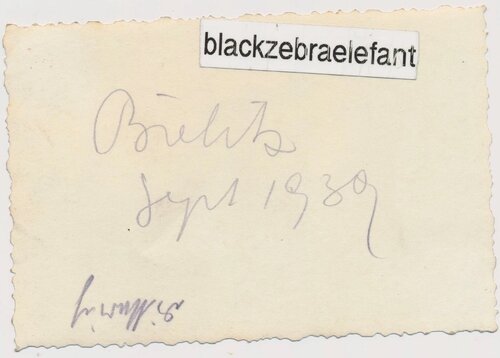 blackzebraelefant
Bielitz
Sept 1939